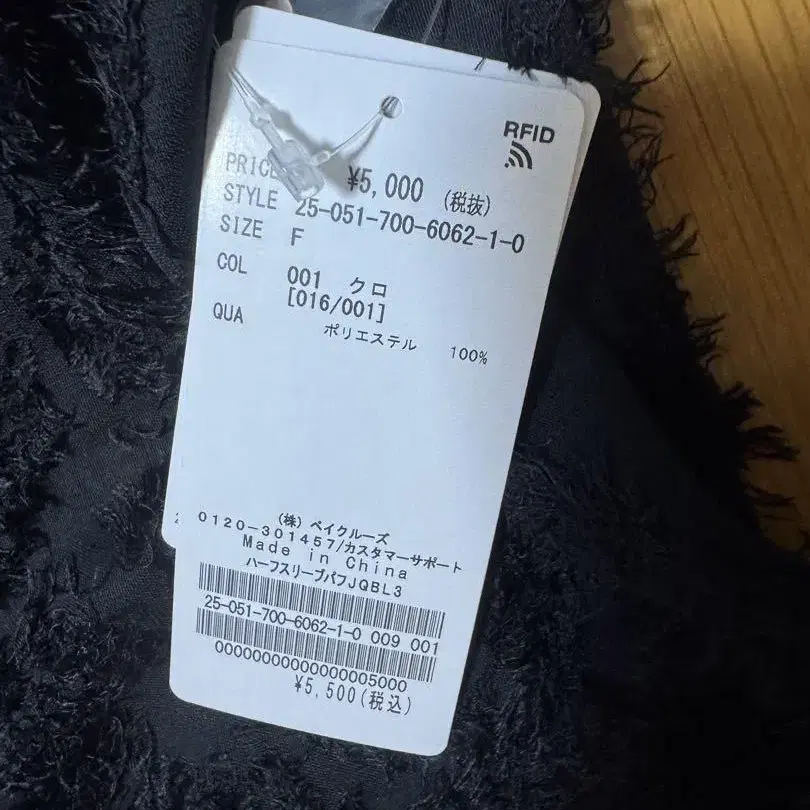 RFID
PRICE ¥5,000 (税抜)
STYLE 25-051-700-6062-1-0
SIZE F
COL 001 クロ
[016/001]
QUA ポリエステル 100%
(株) ベイクルーズ
0120-301457/カスタマーサポート
Made in China
ハーフスリーブパフJQBL3
25-051-700-6062-1-0 009 001
00000000000000005000
¥5,500(税込)